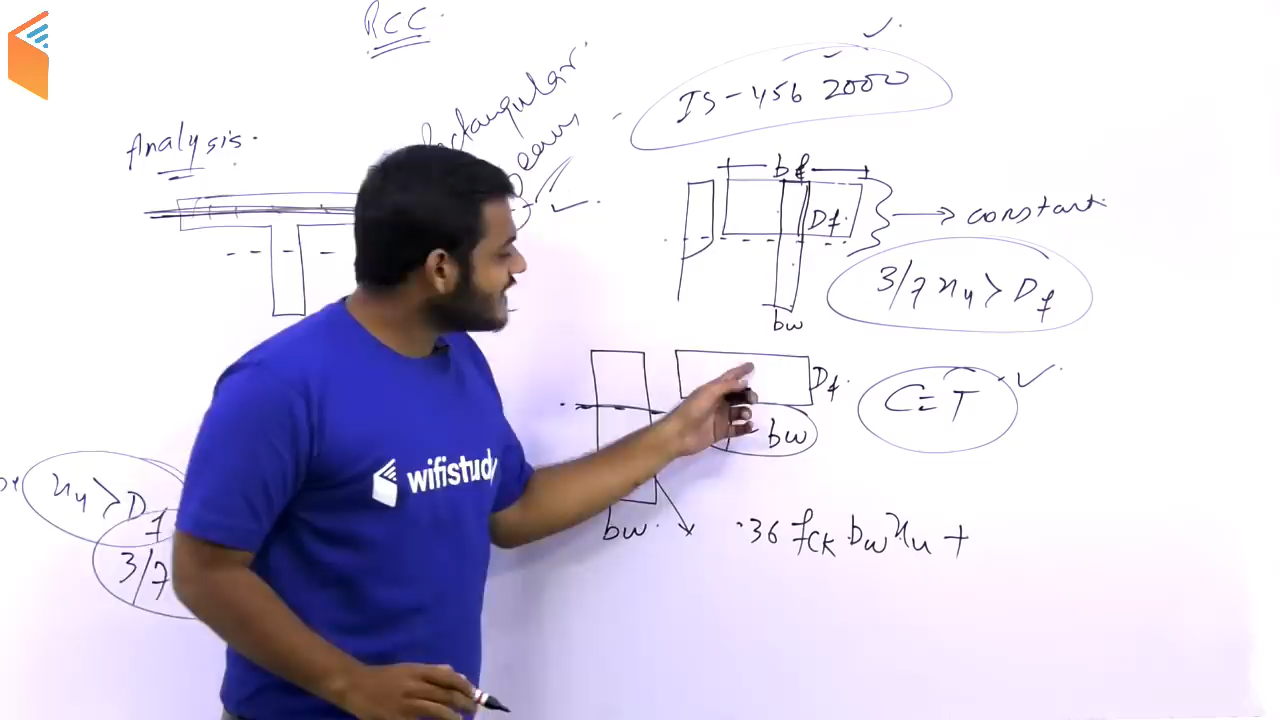 RCC.
IS-456 2000
Analysis.
Rectangular
Beams
bf
Df
constant
3/7 xu > Df
bw
Df
C = T
- bw
xu > Df
3/7
bw
.36 fck bw xu +
wifistudy